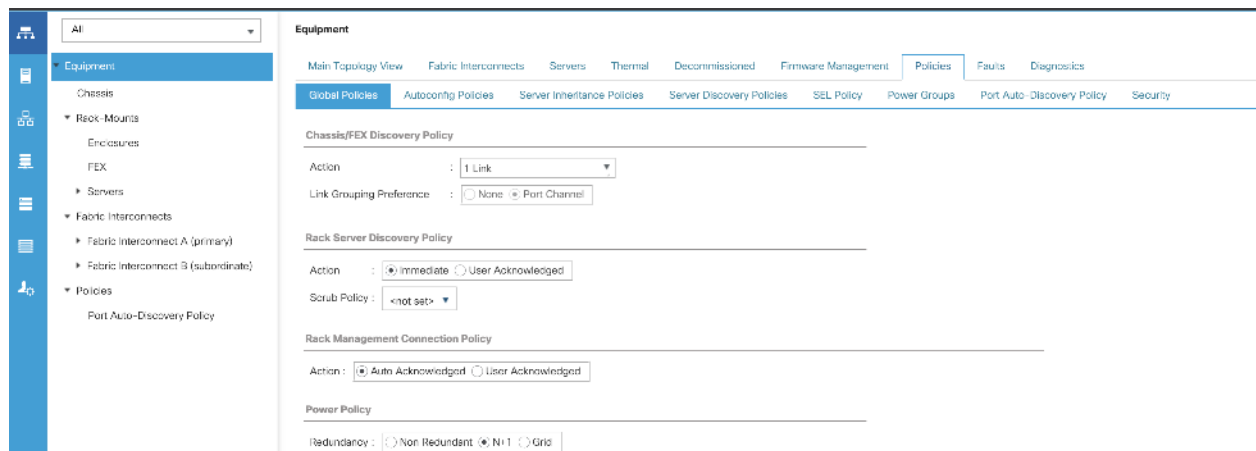 All
Equipment
Chassis
Rack-Mounts
Enclosures
FEX
Servers
Fabric Interconnects
Fabric Interconnect A (primary)
Fabric Interconnect B (subordinate)
Policies
Port Auto-Discovery Policy
Equipment
Main Topology View Fabric Interconnects Servers Thermal Decommissioned Firmware Management Policies Faults Diagnostics
Global Policies Autoconfig Policies Server Inheritance Policies Server Discovery Policies SEL Policy Power Groups Port Auto-Discovery Policy Security
Chassis/FEX Discovery Policy
Action : 1 Link
Link Grouping Preference : None Port Channel
Rack Server Discovery Policy
Action : Immediate User Acknowledged
Scrub Policy : <not set>
Rack Management Connection Policy
Action : Auto Acknowledged User Acknowledged
Power Policy
Redundancy : Non Redundant N+1 Grid